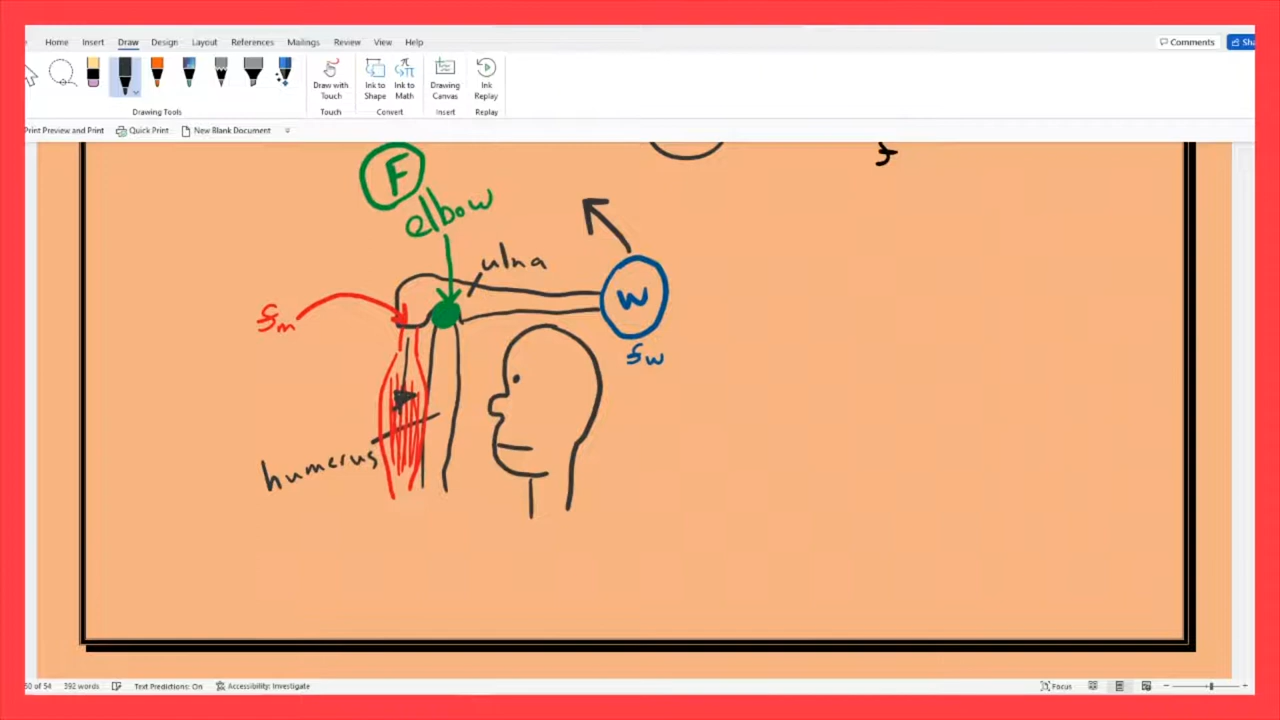 Home Insert Draw Design Layout References Mailings Review View Help
Comments
Draw with Touch
Ink to Shape
Ink to Math
Drawing Canvas
Ink Replay
Drawing Tools
Touch
Convert
Insert
Replay
Print Preview and Print
Quick Print
New Blank Document
F
elbow
ulna
W
fm
fw
humerus
of 54
392 words
Text Predictions: On
Accessibility: Investigate
Focus